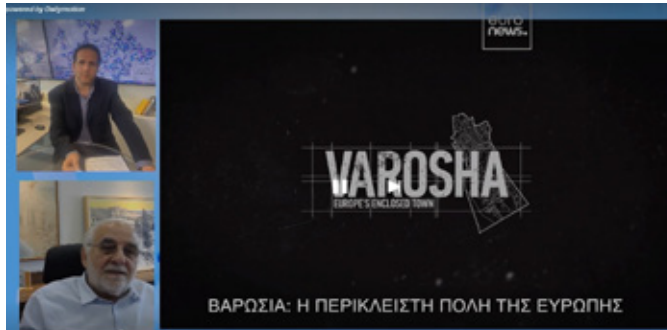 powered by Dailymotion
euro
news.
VAROSHA
EUROPE'S ENCLOSED TOWN
ΒΑΡΩΣΙΑ: Η ΠΕΡΙΚΛΕΙΣΤΗ ΠΟΛΗ ΤΗΣ ΕΥΡΩΠΗΣ